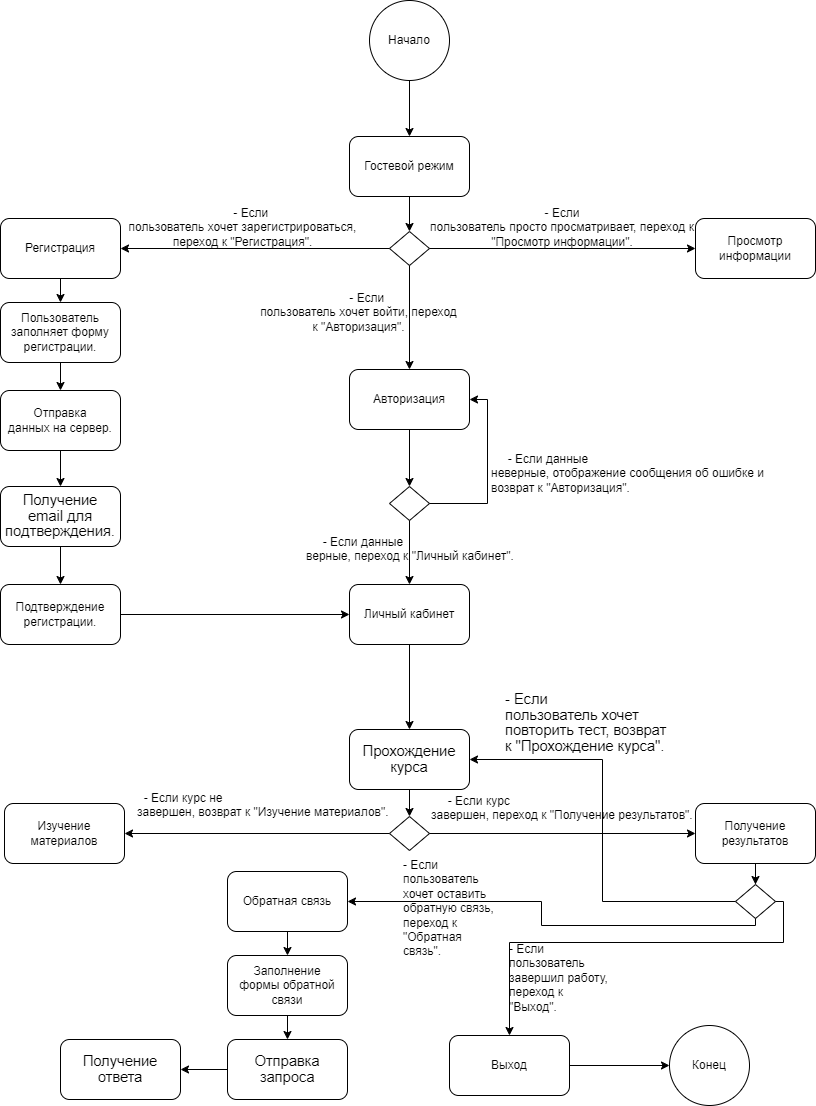 Начало
Гостевой режим
- Если
пользователь хочет зарегистрироваться,
переход к "Регистрация".
- Если
пользователь просто просматривает, переход к
"Просмотр информации".
Регистрация
Просмотр
информации
- Если
пользователь хочет войти, переход
к "Авторизация".
Пользователь
заполняет форму
регистрации.
Авторизация
Отправка
данных на сервер.
- Если данные
неверные, отображение сообщения об ошибке и
возврат к "Авторизация".
Получение
email для
подтверждения.
- Если данные
верные, переход к "Личный кабинет".
Подтверждение
регистрации.
Личный кабинет
- Если
пользователь хочет
повторить тест, возврат
к "Прохождение курса".
Прохождение
курса
- Если курс не
завершен, возврат к "Изучение материалов".
- Если курс
завершен, переход к "Получение результатов".
Изучение
материалов
Получение
результатов
- Если
пользователь
хочет оставить
обратную связь,
переход к
"Обратная
связь".
Обратная связь
- Если
пользователь
завершил работу,
переход к
"Выход".
Заполнение
формы обратной
связи
Получение
ответа
Отправка
запроса
Выход
Конец